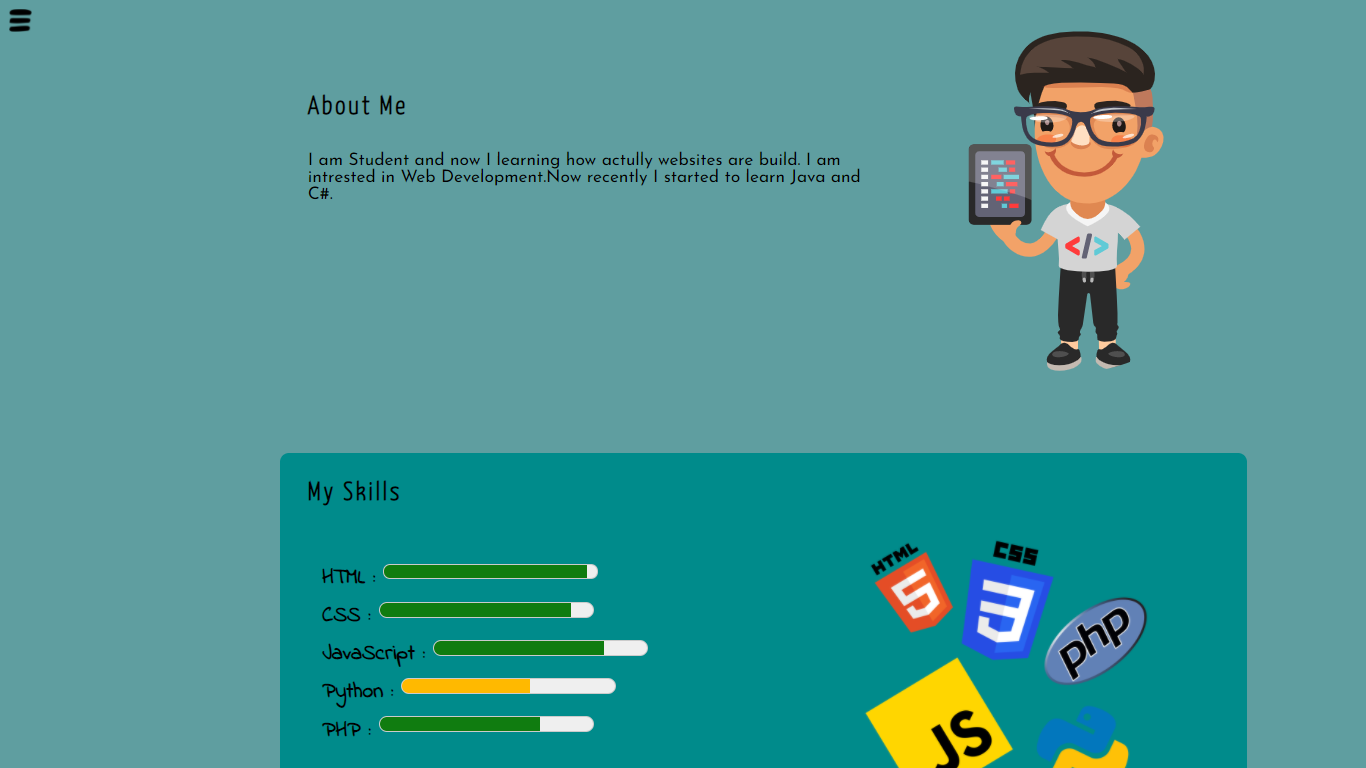 About Me
I am Student and now I learning how actully websites are build. I am
intrested in Web Development.Now recently I started to learn Java and
C#.
</>
My Skills
HTML :
CSS :
JavaScript :
Python :
PHP :
HTML
5
CSS
3
php
JS